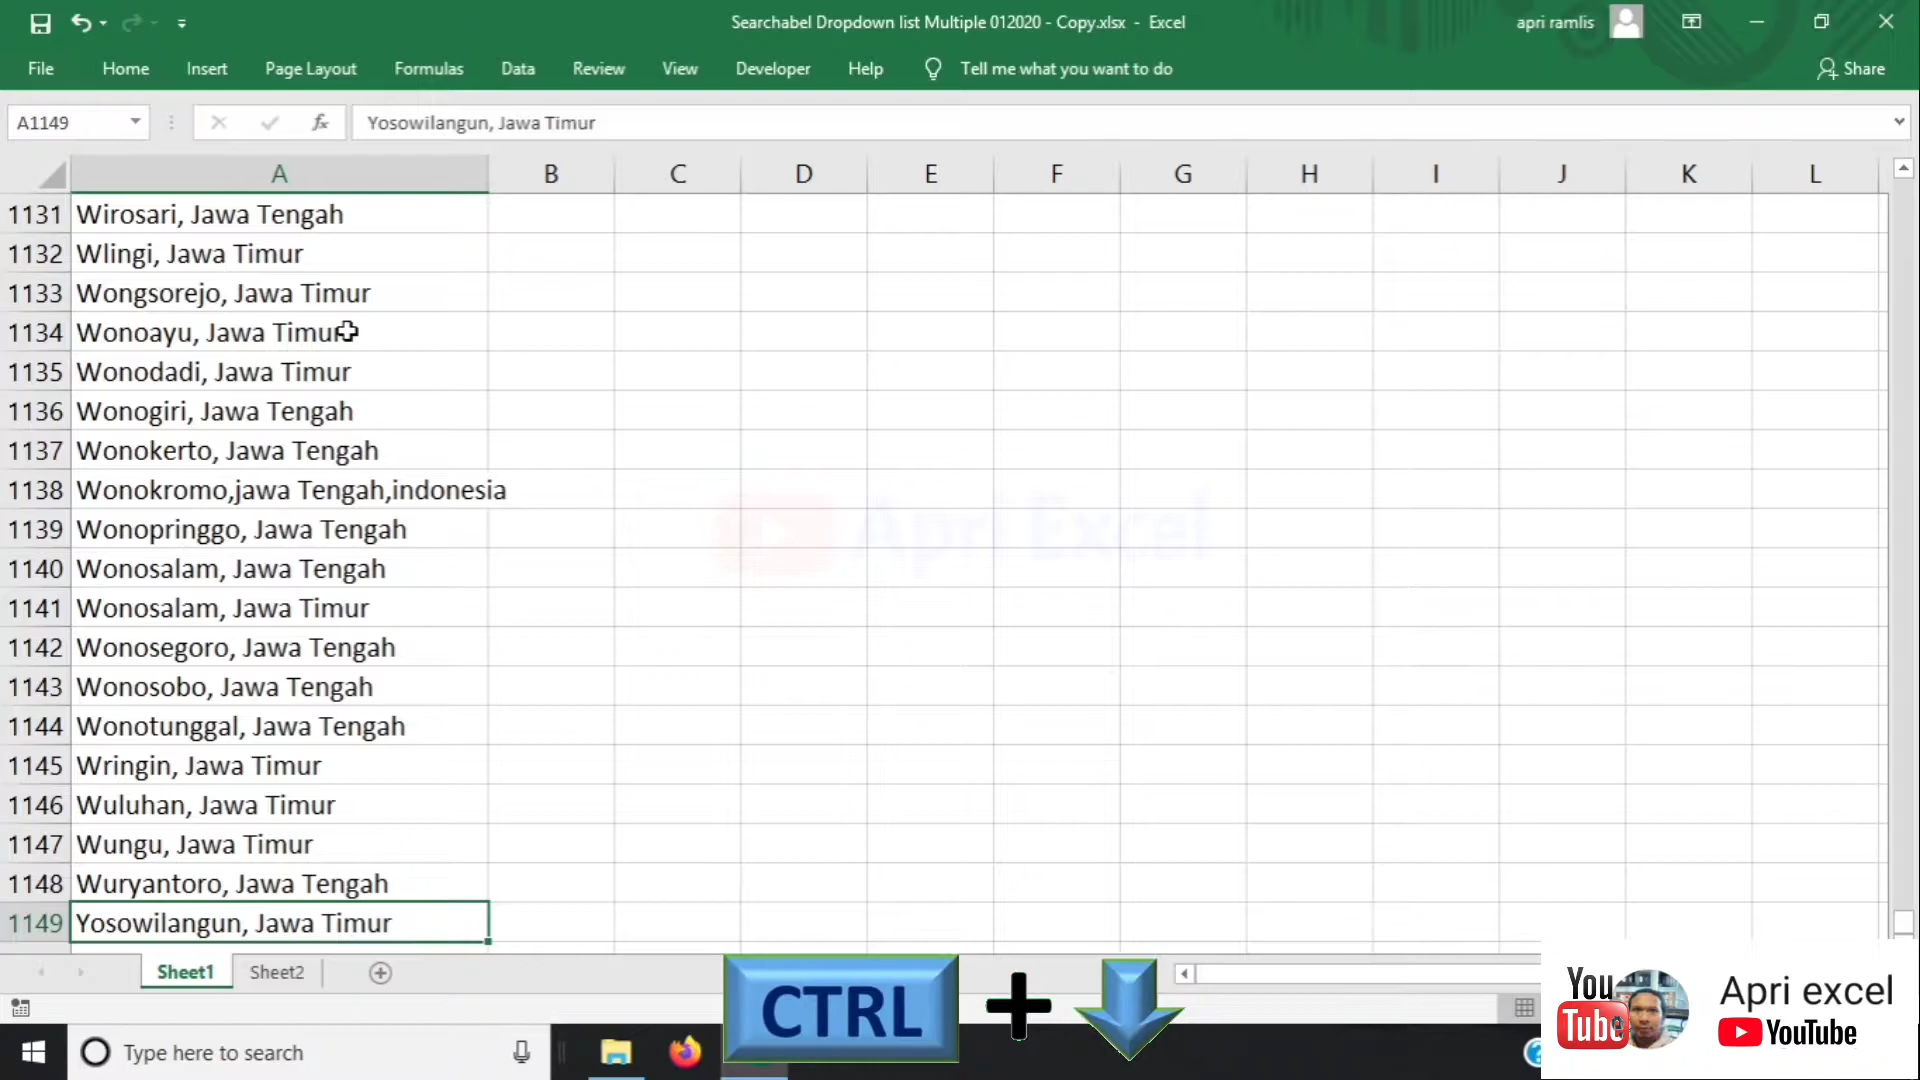 Searchabel Dropdown list Multiple 012020 - Copy.xlsx - Excel
apri ramlis
File Home Insert Page Layout Formulas Data Review View Developer Help Tell me what you want to do Share
A1149 fx Yosowilangun, Jawa Timur
A B C D E F G H I J K L
1131 Wirosari, Jawa Tengah
1132 Wlingi, Jawa Timur
1133 Wongsorejo, Jawa Timur
1134 Wonoayu, Jawa Timur
1135 Wonodadi, Jawa Timur
1136 Wonogiri, Jawa Tengah
1137 Wonokerto, Jawa Tengah
1138 Wonokromo,jawa Tengah,indonesia
1139 Wonopringgo, Jawa Tengah
1140 Wonosalam, Jawa Tengah
1141 Wonosalam, Jawa Timur
1142 Wonosegoro, Jawa Tengah
1143 Wonosobo, Jawa Tengah
1144 Wonotunggal, Jawa Tengah
1145 Wringin, Jawa Timur
1146 Wuluhan, Jawa Timur
1147 Wungu, Jawa Timur
1148 Wuryantoro, Jawa Tengah
1149 Yosowilangun, Jawa Timur
Apri Excel
Sheet1 Sheet2
CTRL +
You Tube
Apri excel
YouTube
Type here to search